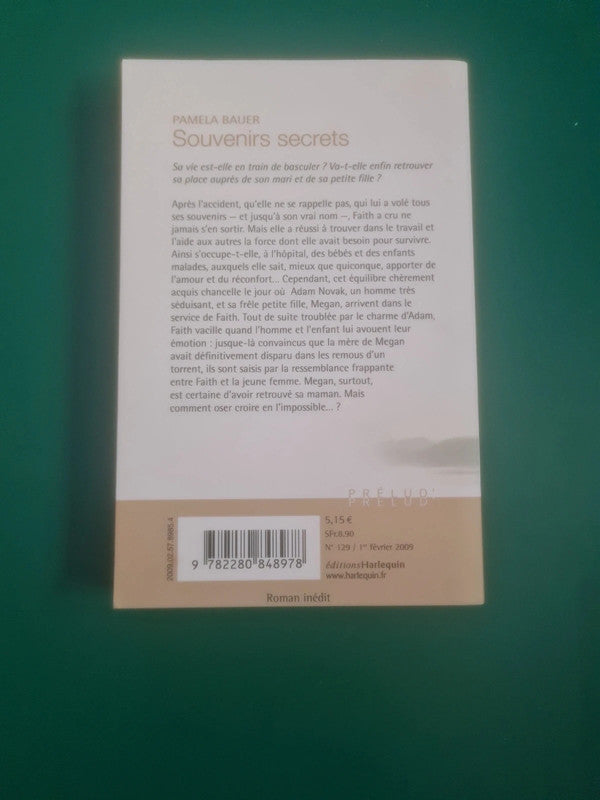 PAMELA BAUER
Souvenirs secrets
Sa vie est-elle en train de basculer ? Va-t-elle enfin retrouver
sa place auprès de son mari et de sa petite fille ?
Après l'accident, qu'elle ne se rappelle pas, qui lui a volé tous
ses souvenirs — et jusqu'à son vrai nom —, Faith a cru ne
jamais s'en sortir. Mais elle a réussi à trouver dans le travail et
l'aide aux autres la force dont elle avait besoin pour survivre.
Ainsi s'occupe-t-elle, à l'hôpital, des bébés et des enfants
malades, auxquels elle sait, mieux que quiconque, apporter de
l'amour et du réconfort... Cependant, cet équilibre chèrement
acquis chancelle le jour où Adam Novak, un homme très
séduisant, et sa frêle petite fille, Megan, arrivent dans le
service de Faith. Tout de suite troublée par le charme d'Adam,
Faith vacille quand l'homme et l'enfant lui avouent leur
émotion : jusque-là convaincus que la mère de Megan
avait définitivement disparu dans les remous d'un
torrent, ils sont saisis par la ressemblance frappante
entre Faith et la jeune femme. Megan, surtout,
est certaine d'avoir retrouvé sa maman. Mais
comment oser croire en l'impossible... ?
PRÉLUD'
PRÉLUD'
5,15 €
SFr.8.90
N° 129 / 1er février 2009
éditionsHarlequin
www.harlequin.fr
2009.02.57.8985.4
9 782280 848978
Roman inédit